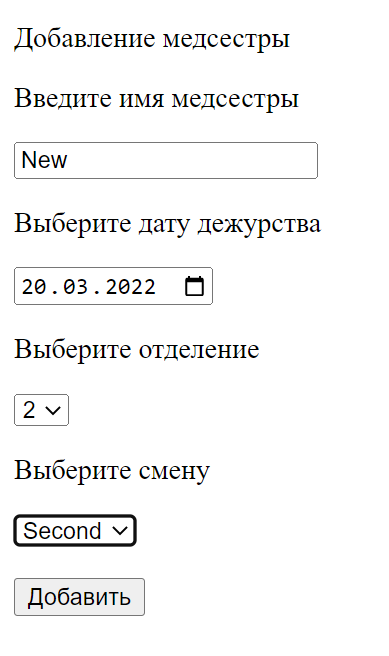 Добавление медсестры
Введите имя медсестры
New
Выберите дату дежурства
20.03.2022
Выберите отделение
2
Выберите смену
Second
Добавить